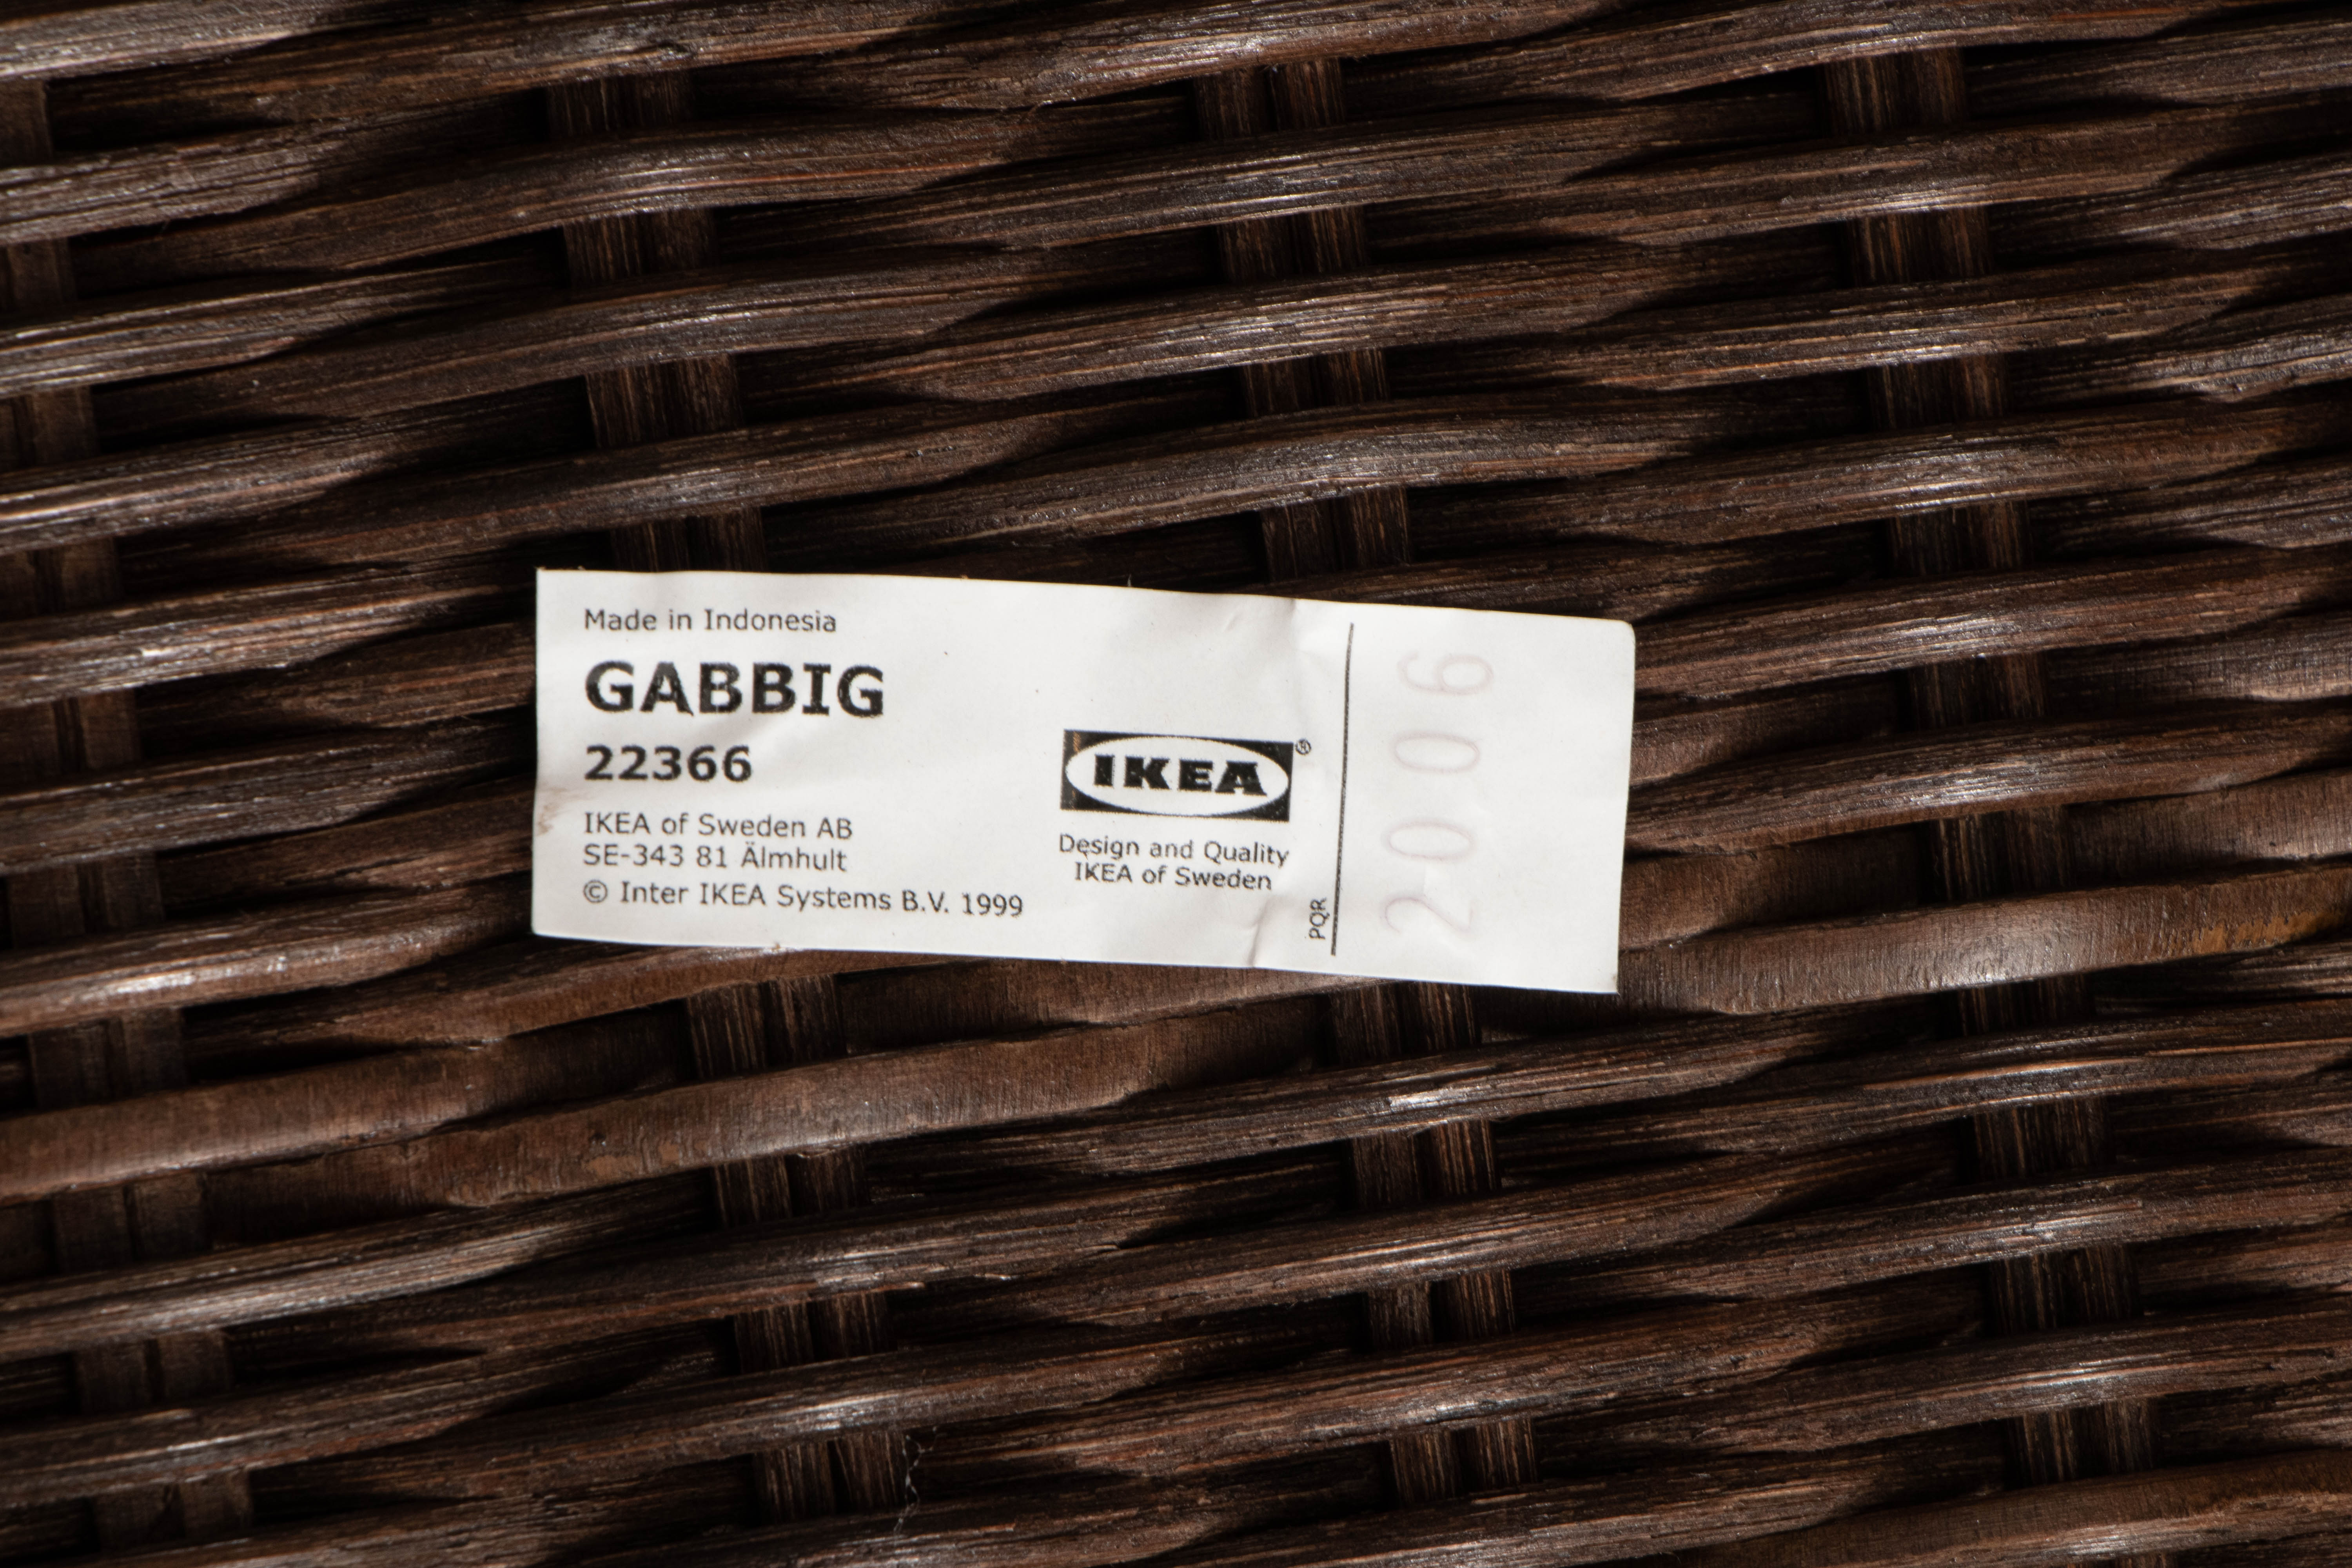 Made in Indonesia
GABBIG
22366
IKEA of Sweden AB
SE-343 81 Älmhult
© Inter IKEA Systems B.V. 1999
IKEA®
Design and Quality
IKEA of Sweden
PQR
2006